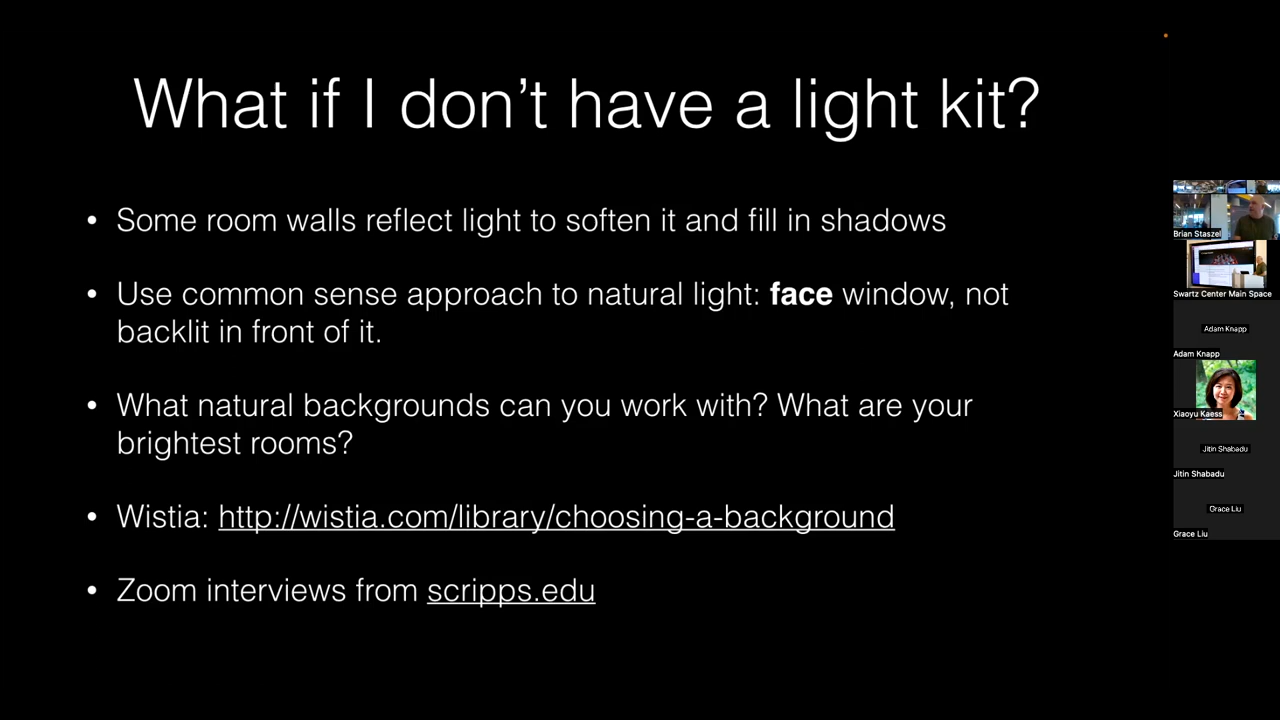 What if I don’t have a light kit?
• Some room walls reflect light to soften it and fill in shadows
• Use common sense approach to natural light: face window, not
backlit in front of it.
• What natural backgrounds can you work with? What are your
brightest rooms?
• Wistia: http://wistia.com/library/choosing-a-background
• Zoom interviews from scripps.edu
Brian Staszel
Swartz Center Main Space
Adam Knapp
Adam Knapp
Xiaoyu Kaess
Jitin Shabadu
Jitin Shabadu
Grace Liu
Grace Liu